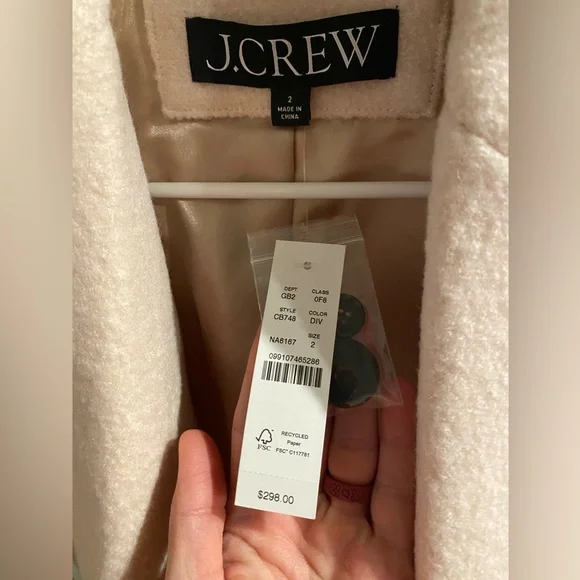 J.CREW
2
MADE IN
CHINA
DEPT CLASS
GB2 0F8
STYLE COLOR
CB748 DIV
SIZE
NA6167 2
099107465286
FSC
RECYCLED
Paper
FSC® C117781
$298.00